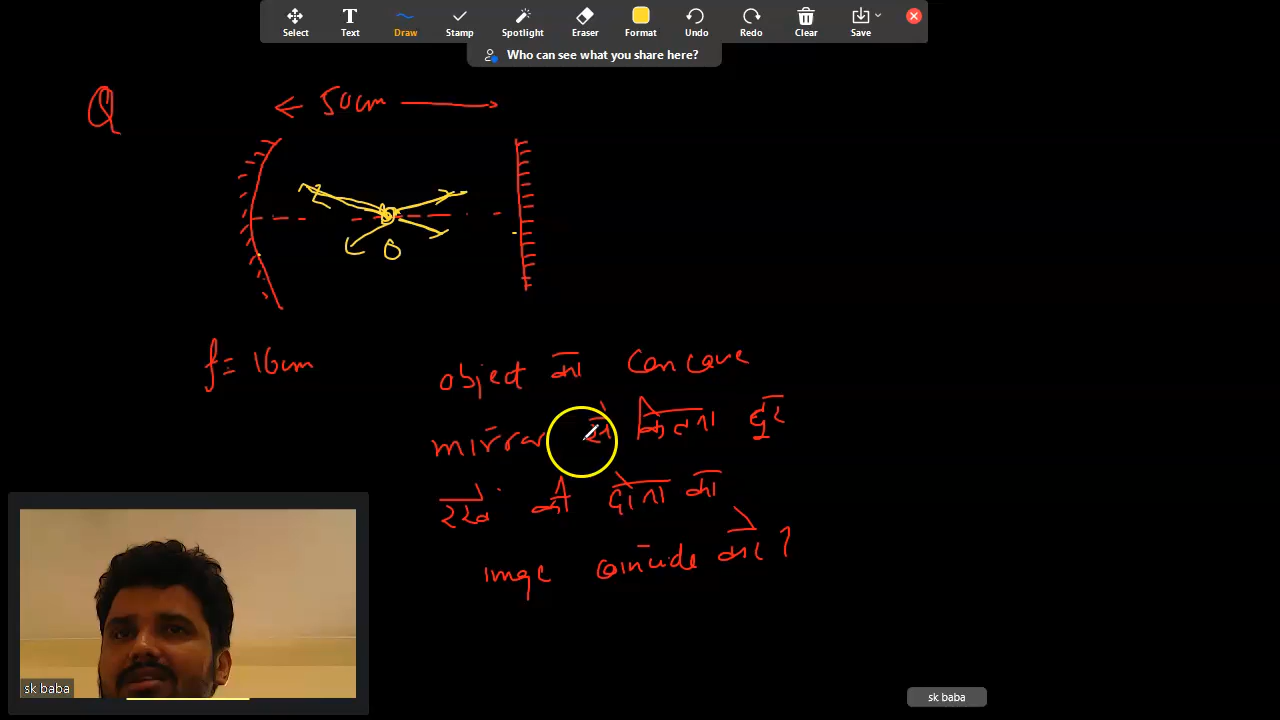 Select Text Draw Stamp Spotlight Eraser Format Undo Redo Clear Save
Who can see what you share here?
Q
50cm
O
f = 16cm
object को Concave
mirror से कितना दूर
रखे की दोनो का
image coincide करे ?
sk baba
sk baba